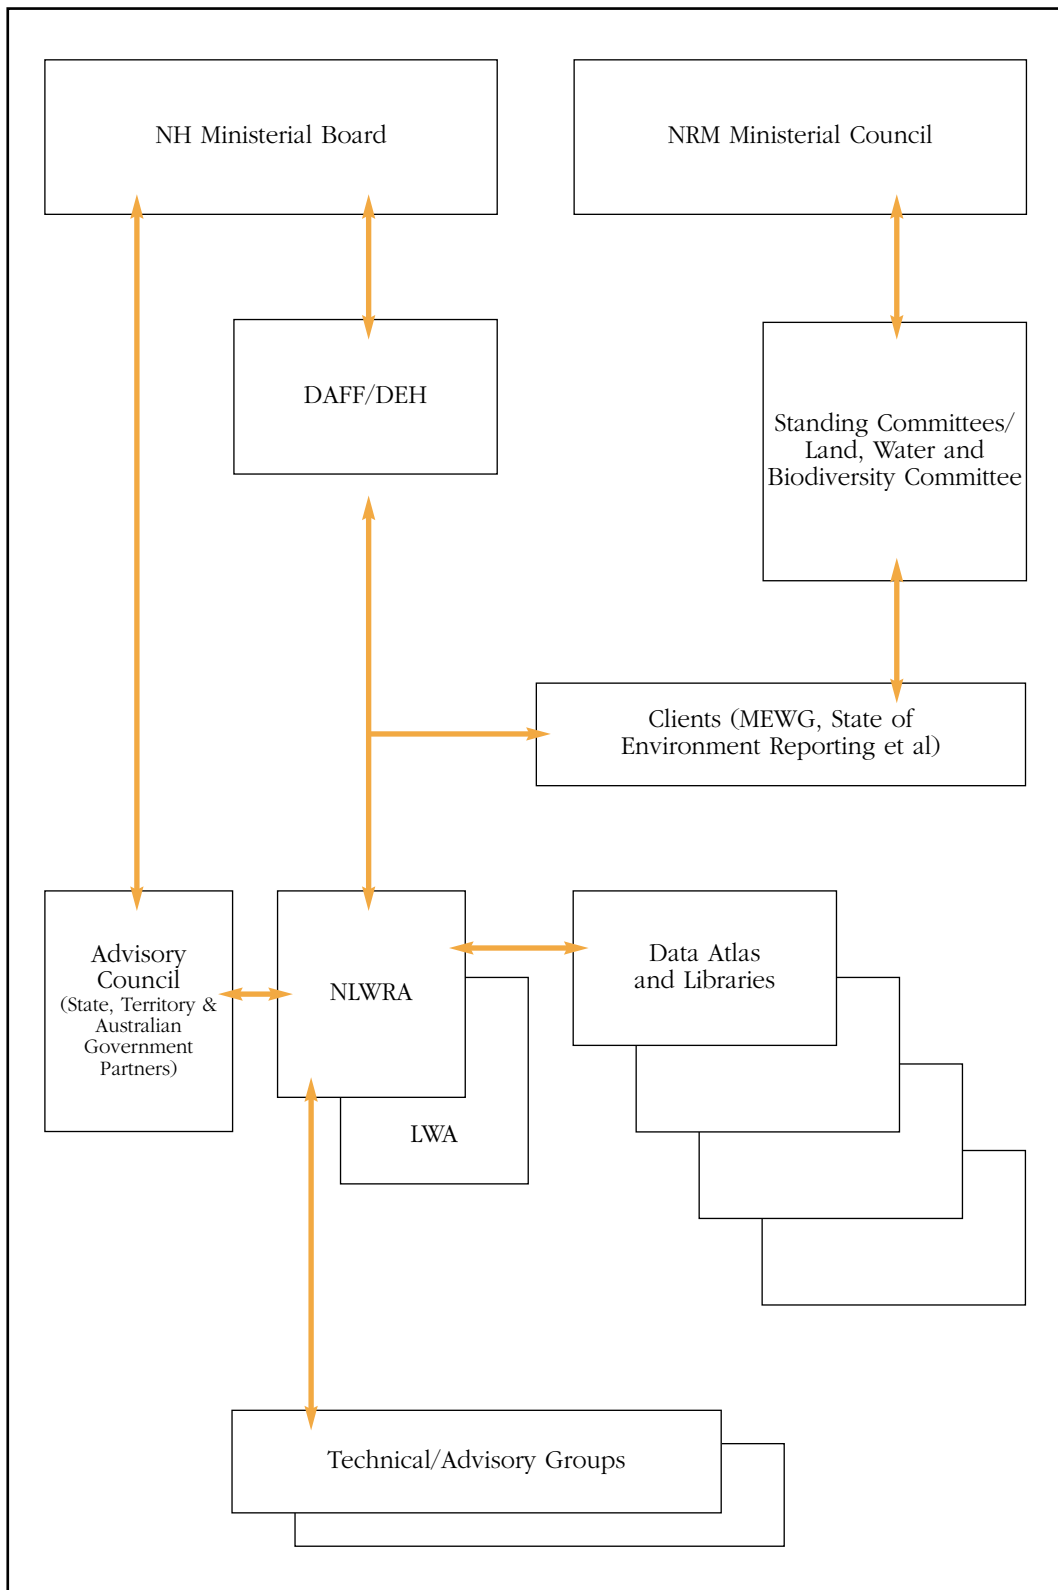 NH Ministerial Board
NRM Ministerial Council
DAFF/DEH
Standing Committees/
Land, Water and
Biodiversity Committee
Clients (MEWG, State of
Environment Reporting et al)
Advisory
Council
(State, Territory &
Australian
Government
Partners)
NLWRA
LWA
Data Atlas
and Libraries
Technical/Advisory Groups